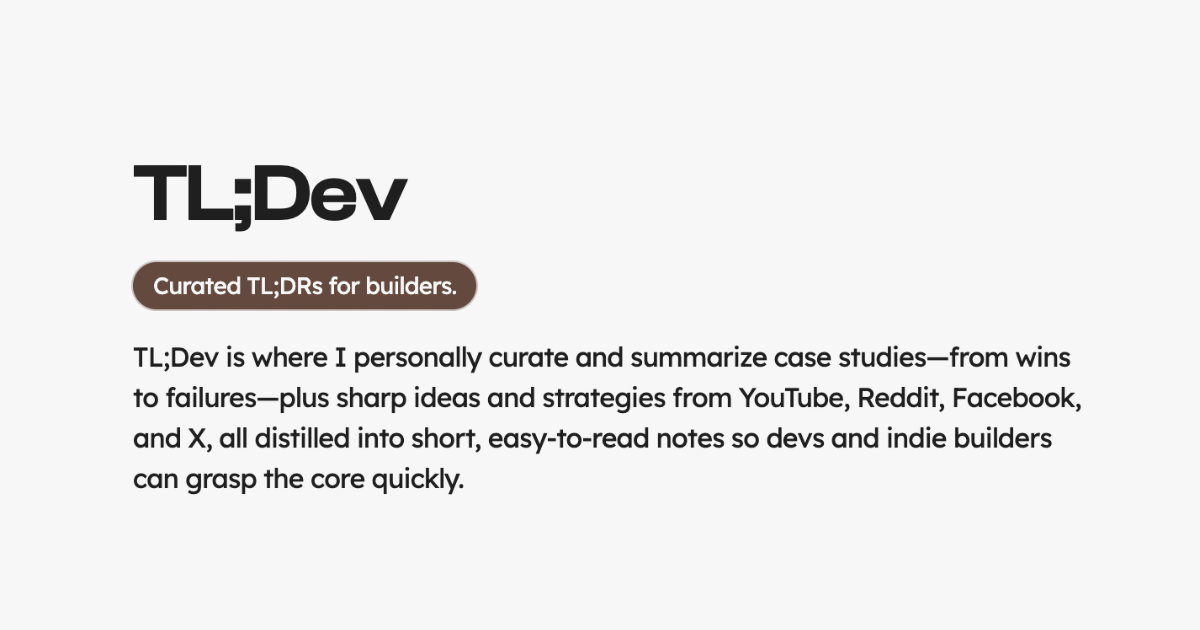 TL;Dev
Curated TL;DRs for builders.
TL;Dev is where I personally curate and summarize case studies—from wins
to failures—plus sharp ideas and strategies from YouTube, Reddit, Facebook,
and X, all distilled into short, easy-to-read notes so devs and indie builders
can grasp the core quickly.